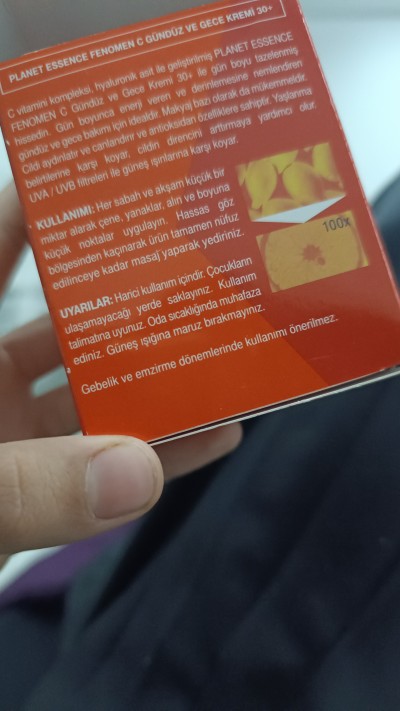 PLANET ESSENCE FENOMEN C GÜNDÜZ VE GECE KREMİ 30+
C vitamin kompleksi, hyaluronik asit ile geliştirilmiş PLANET ESSENCE
FENOMEN C Gündüz ve Gece Kremi 30+ ile gün boyu tazelenmiş
hissedin. Gün boyunca enerji veren ve derinlemesine nemlendiren
gündüz ve gece bakımı için idealdir. Makyaj bazı olarak da mükemmeldir.
Cildi aydınlatır ve canlandırır ve antioksidan özelliklere sahiptir. Yaşlanma
belirtilerine karşı koyar, cildin direncini arttırmaya yardımcı olur.
UVA / UVB filtreleri ile güneş ışınlarına karşı koyar.
KULLANIMI: Her sabah ve akşam küçük bir
miktar alarak çene, yanaklar, alın ve boyuna
küçük noktalar uygulayın. Hassas göz
bölgesinden kaçınarak ürün tamamen nüfuz
edilinceye kadar masaj yaparak yediriniz.
100x
UYARILAR: Harici kullanım içindir. Çocukların
ulaşamayacağı yerde saklayınız. Kullanım
talimatına uyunuz. Oda sıcaklığında muhafaza
ediniz. Güneş ışığına maruz bırakmayınız.
Gebelik ve emzirme dönemlerinde kullanımı önerilmez.